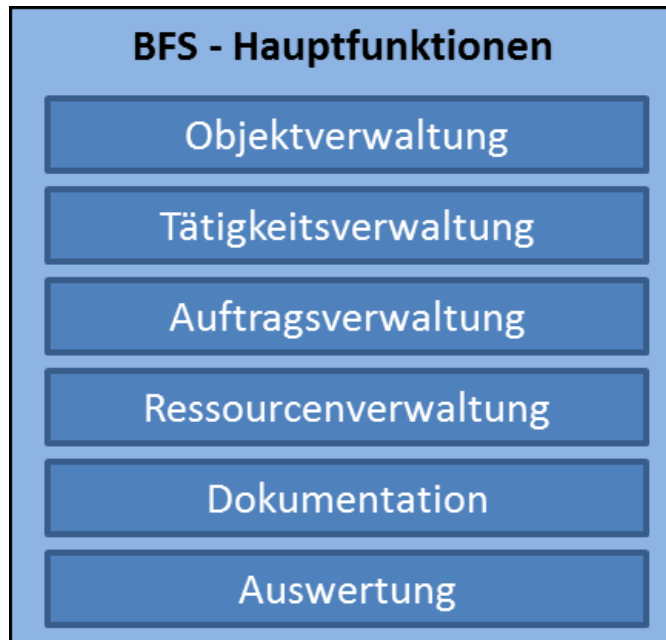 BFS - Hauptfunktionen
Objektverwaltung
Tätigkeitsverwaltung
Auftragsverwaltung
Ressourcenverwaltung
Dokumentation
Auswertung